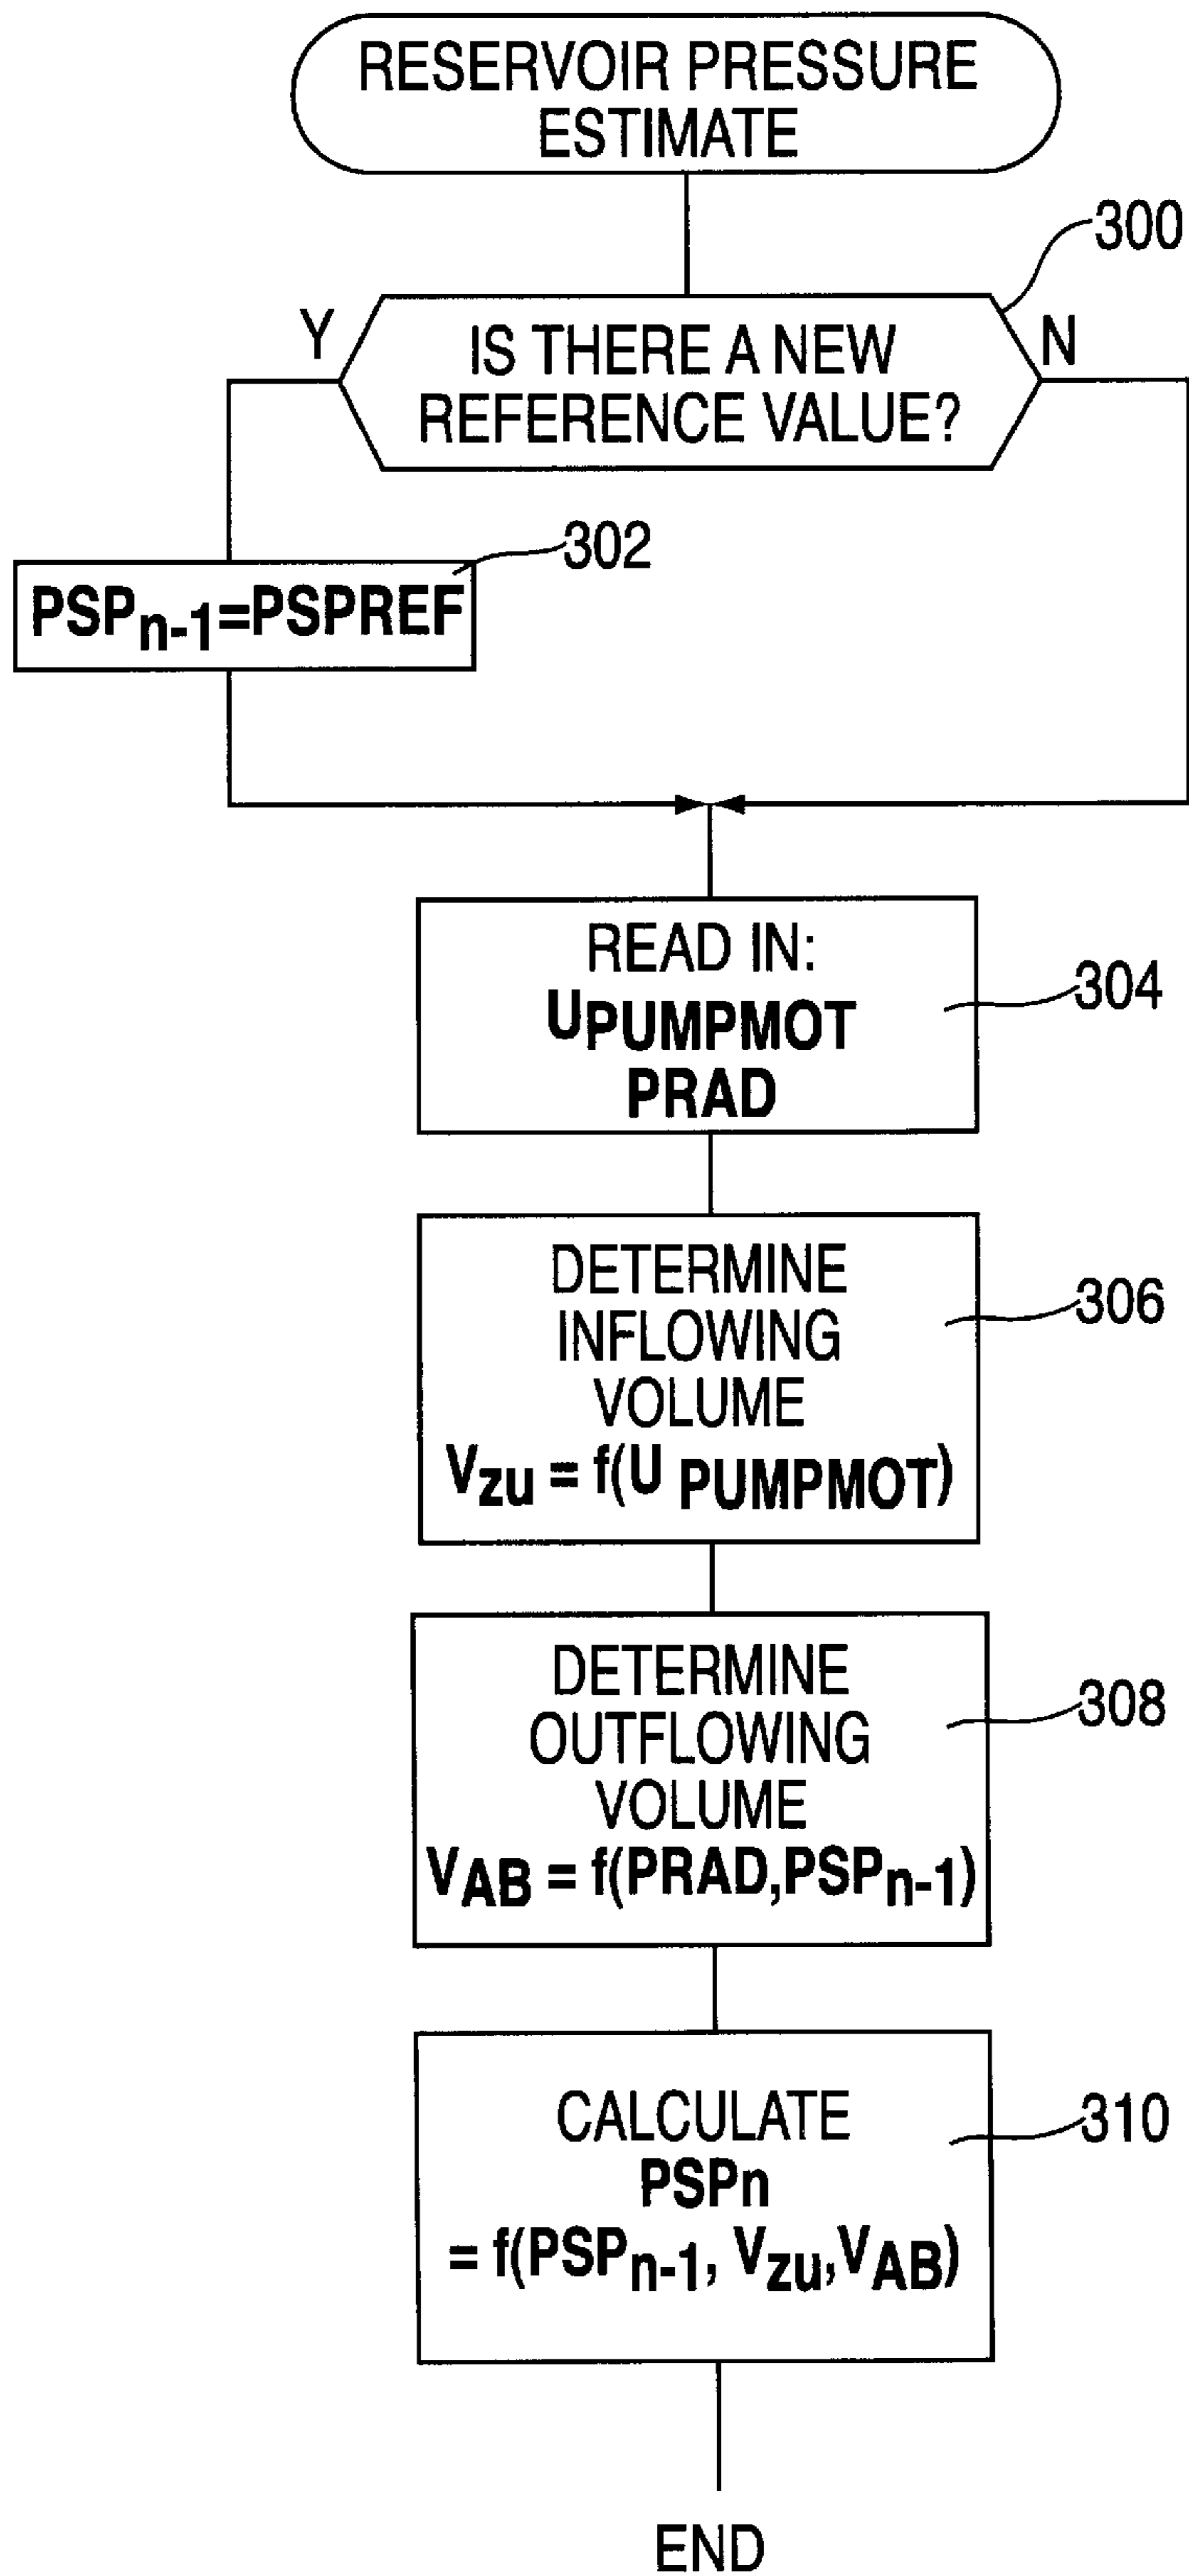 RESERVOIR PRESSURE
ESTIMATE
300
Y
IS THERE A NEW
REFERENCE VALUE?
N
302
PSPn-1=PSPREF
READ IN:
UPUMPMOT
PRAD
304
DETERMINE
INFLOWING
VOLUME
Vzu = f(U PUMPMOT)
306
DETERMINE
OUTFLOWING
VOLUME
VAB = f(PRAD,PSPn-1)
308
CALCULATE
PSPn
= f(PSPn-1, Vzu,VAB)
310
END